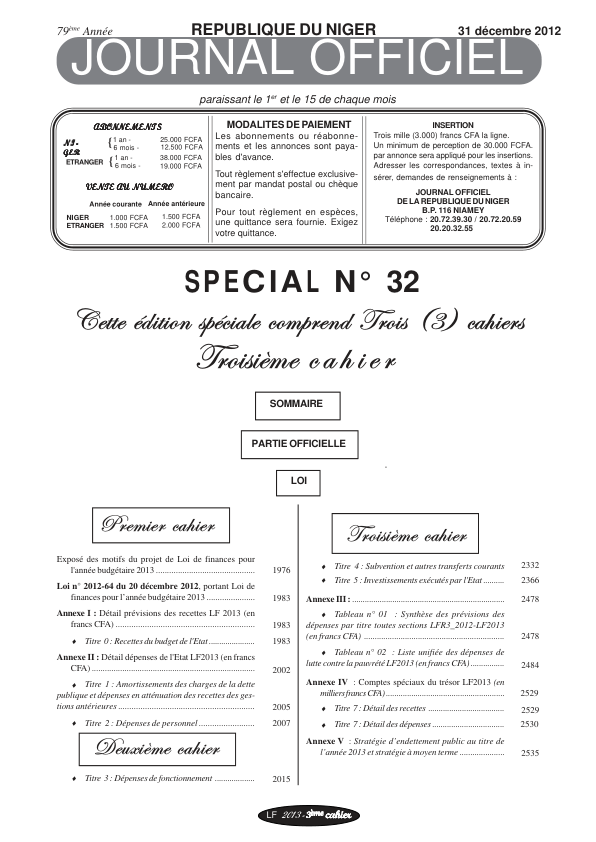 79ème Année REPUBLIQUE DU NIGER 31 décembre 2012
JOURNAL OFFICIEL
paraissant le 1er et le 15 de chaque mois
ABONNEMENTS
NI-
GER
{ 1 an - 25.000 FCFA
6 mois - 12.500 FCFA
ETRANGER { 1 an - 38.000 FCFA
6 mois - 19.000 FCFA
VENTE AU NUMERO
Année courante Année antérieure
NIGER 1.000 FCFA 1.500 FCFA
ETRANGER 1.500 FCFA 2.000 FCFA
MODALITES DE PAIEMENT
Les abonnements ou réabonne-
ments et les annonces sont paya-
bles d'avance.
Tout règlement s'effectue exclusive-
ment par mandat postal ou chèque
bancaire.
Pour tout règlement en espèces,
une quittance sera fournie. Exigez
votre quittance.
INSERTION
Trois mille (3.000) francs CFA la ligne.
Un minimum de perception de 30.000 FCFA.
par annonce sera appliqué pour les insertions.
Adresser les correspondances, textes à in-
sérer, demandes de renseignements à :
JOURNAL OFFICIEL
DE LA REPUBLIQUE DU NIGER
B.P. 116 NIAMEY
Téléphone : 20.72.39.30 / 20.72.20.59
20.20.32.55
SPECIAL N° 32
Cette édition spéciale comprend Trois (3) cahiers
Troisième cahier
SOMMAIRE
PARTIE OFFICIELLE
LOI
Premier cahier
Exposé des motifs du projet de Loi de finances pour
l'année budgétaire 2013 ........................................ 1976
Loi n° 2012-64 du 20 décembre 2012, portant Loi de
finances pour l'année budgétaire 2013 .................... 1983
Annexe I : Détail prévisions des recettes LF 2013 (en
francs CFA) ........................................................ 1983
♦ Titre 0 : Recettes du budget de l'Etat .................... 1983
Annexe II : Détail dépenses de l'Etat LF2013 (en francs
CFA) .................................................................. 2002
♦ Titre 1 : Amortissements des charges de la dette
publique et dépenses en atténuation des recettes des ges-
tions antérieures ................................................ 2005
♦ Titre 2 : Dépenses de personnel ...................... 2007
Deuxième cahier
♦ Titre 3 : Dépenses de fonctionnement .................. 2015
Troisième cahier
♦ Titre 4 : Subvention et autres transferts courants 2332
♦ Titre 5 : Investissements exécutés par l'Etat .......... 2366
Annexe III : .............................................................. 2478
♦ Tableau n° 01 : Synthèse des prévisions des
dépenses par titre toutes sections LFR3_2012-LF2013
(en francs CFA) ........................................................ 2478
♦ Tableau n° 02 : Liste unifiée des dépenses de
lutte contre la pauvreté LF2013 (en francs CFA) .............. 2484
Annexe IV : Comptes spéciaux du trésor LF2013 (en
milliers francs CFA) .................................................. 2529
♦ Titre 7 : Détail des recettes .............................. 2529
♦ Titre 7 : Détail des dépenses ............................ 2530
Annexe V : Stratégie d'endettement public au titre de
l'année 2013 et stratégie à moyen terme .................... 2535
LF 2013 - 3ème cahier